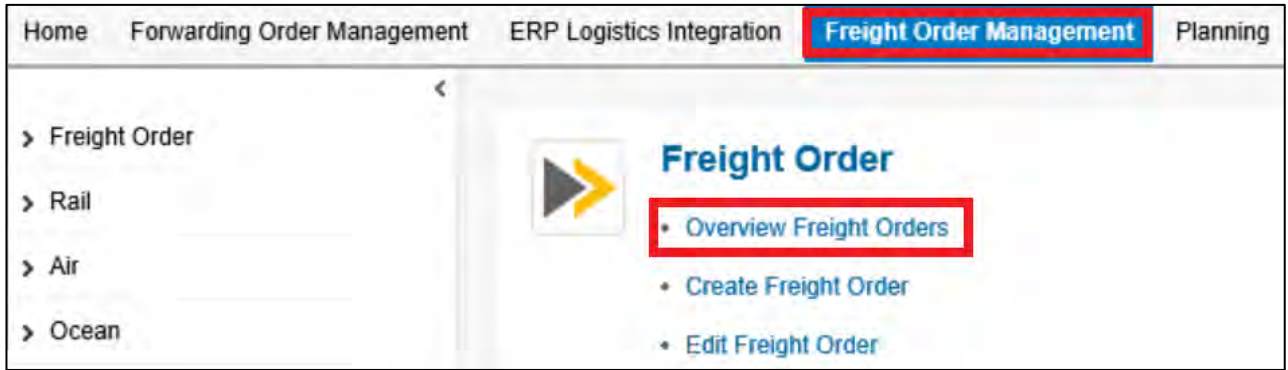 Home Forwarding Order Management ERP Logistics Integration Freight Order Management Planning
Freight Order
Rail
Air
Ocean
Freight Order
• Overview Freight Orders
• Create Freight Order
• Edit Freight Order